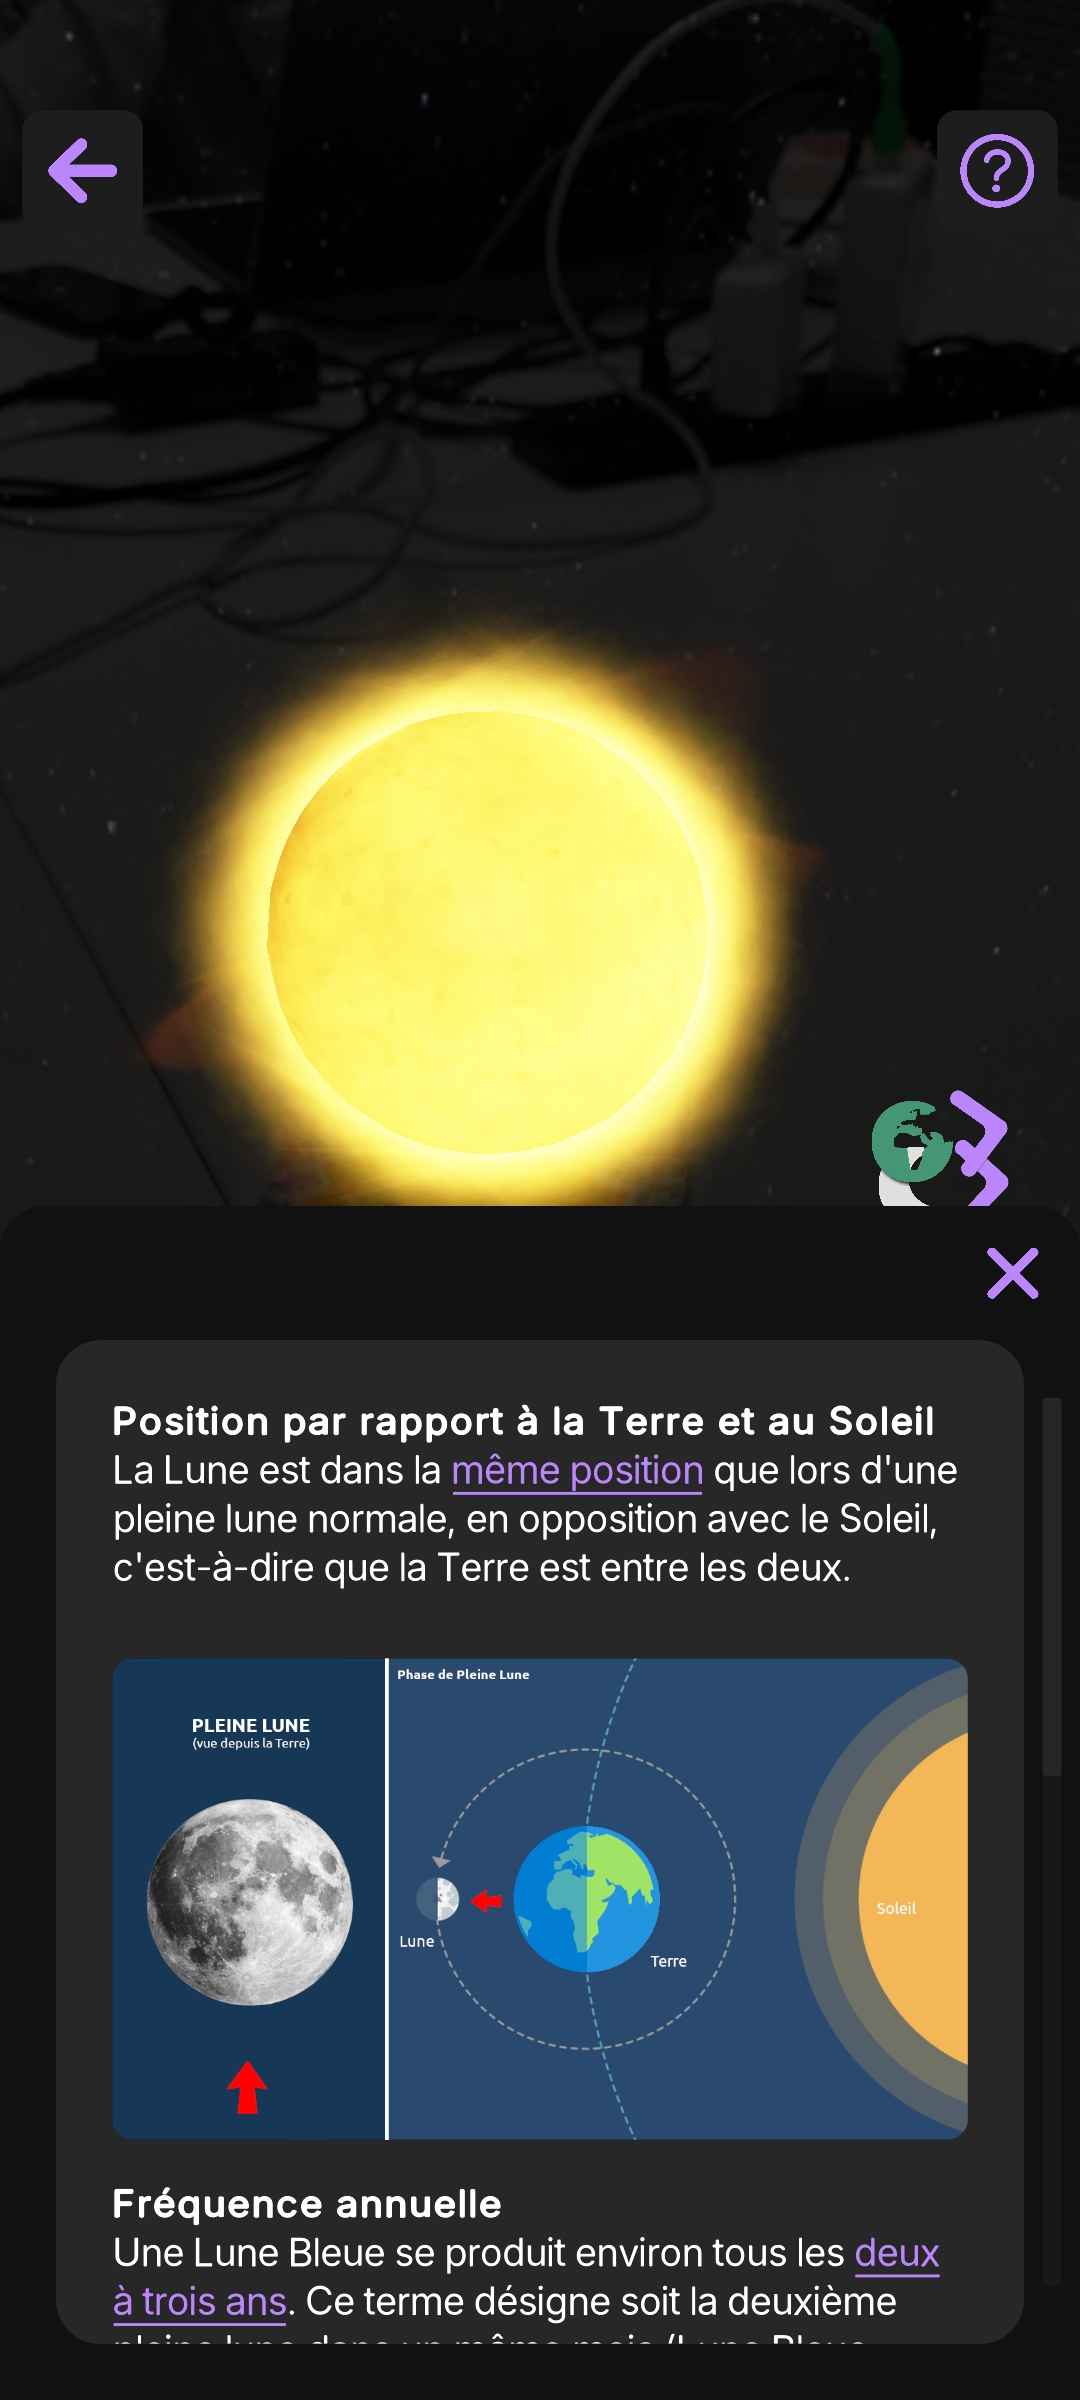 Position par rapport à la Terre et au Soleil
La Lune est dans la même position que lors d'une
pleine lune normale, en opposition avec le Soleil,
c'est-à-dire que la Terre est entre les deux.
PLEINE LUNE
(vue depuis la Terre)
Phase de Pleine Lune
Lune
Terre
Soleil
Fréquence annuelle
Une Lune Bleue se produit environ tous les deux
à trois ans. Ce terme désigne soit la deuxième